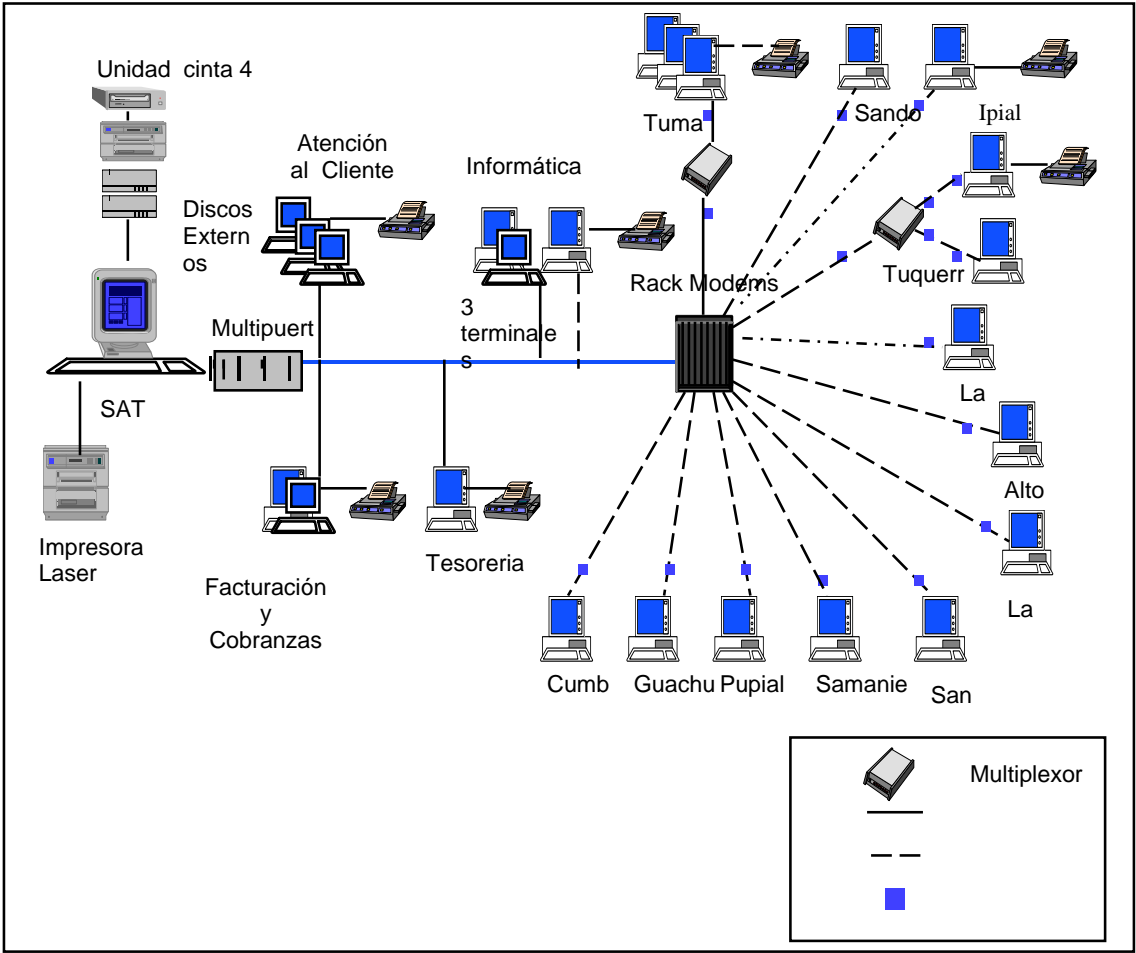 Unidad cinta 4
Tuma
Sando
Ipial
Atención
al Cliente
Informática
Discos
Extern
os
Tuquerr
Rack Modems
3
terminale
s
Multipuert
SAT
La
Alto
Impresora
Laser
Tesoreria
Facturación
y
Cobranzas
La
Cumb
Guachu
Pupial
Samanie
San
Multiplexor